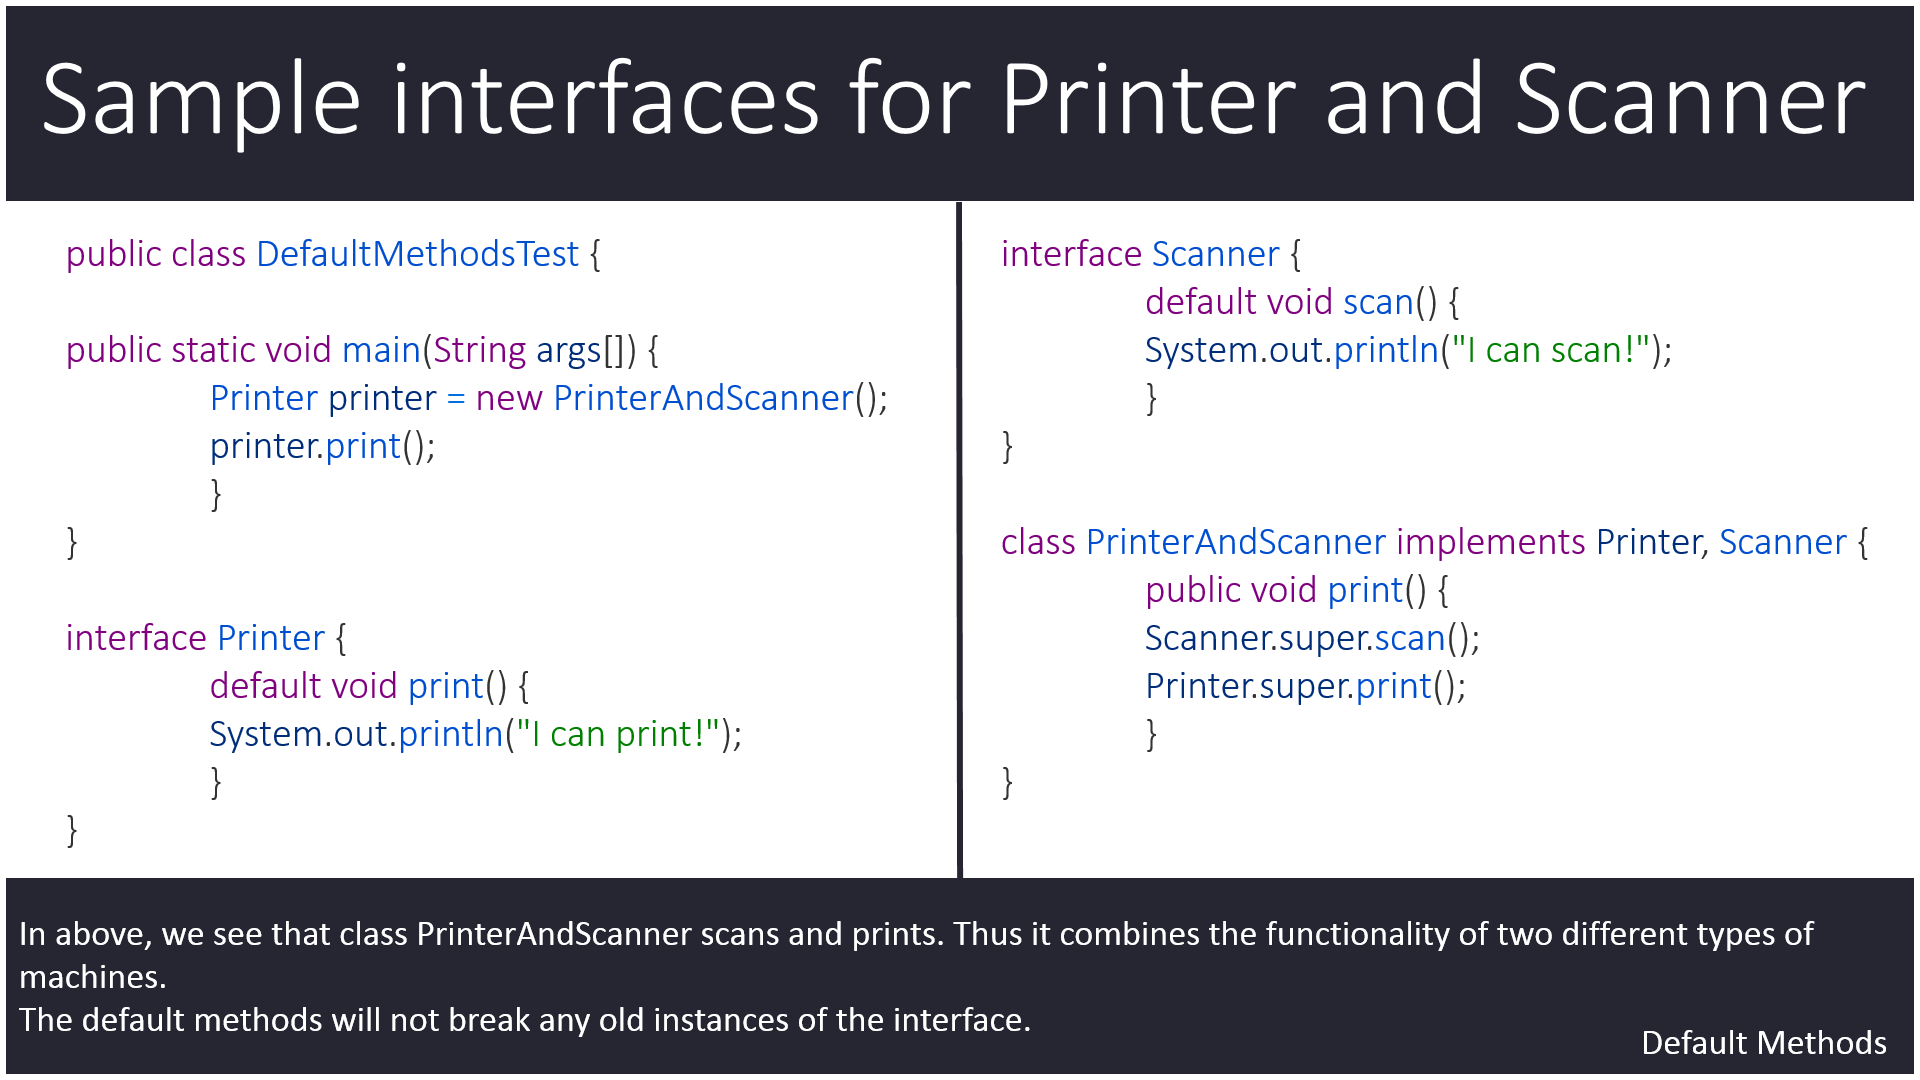 Sample interfaces for Printer and Scanner
public class DefaultMethodsTest {
public static void main(String args[]) {
Printer printer = new PrinterAndScanner();
printer.print();
}
}
interface Printer {
default void print() {
System.out.println("I can print!");
}
}
interface Scanner {
default void scan() {
System.out.println("I can scan!");
}
}
class PrinterAndScanner implements Printer, Scanner {
public void print() {
Scanner.super.scan();
Printer.super.print();
}
}
In above, we see that class PrinterAndScanner scans and prints. Thus it combines the functionality of two different types of
machines.
The default methods will not break any old instances of the interface.
Default Methods